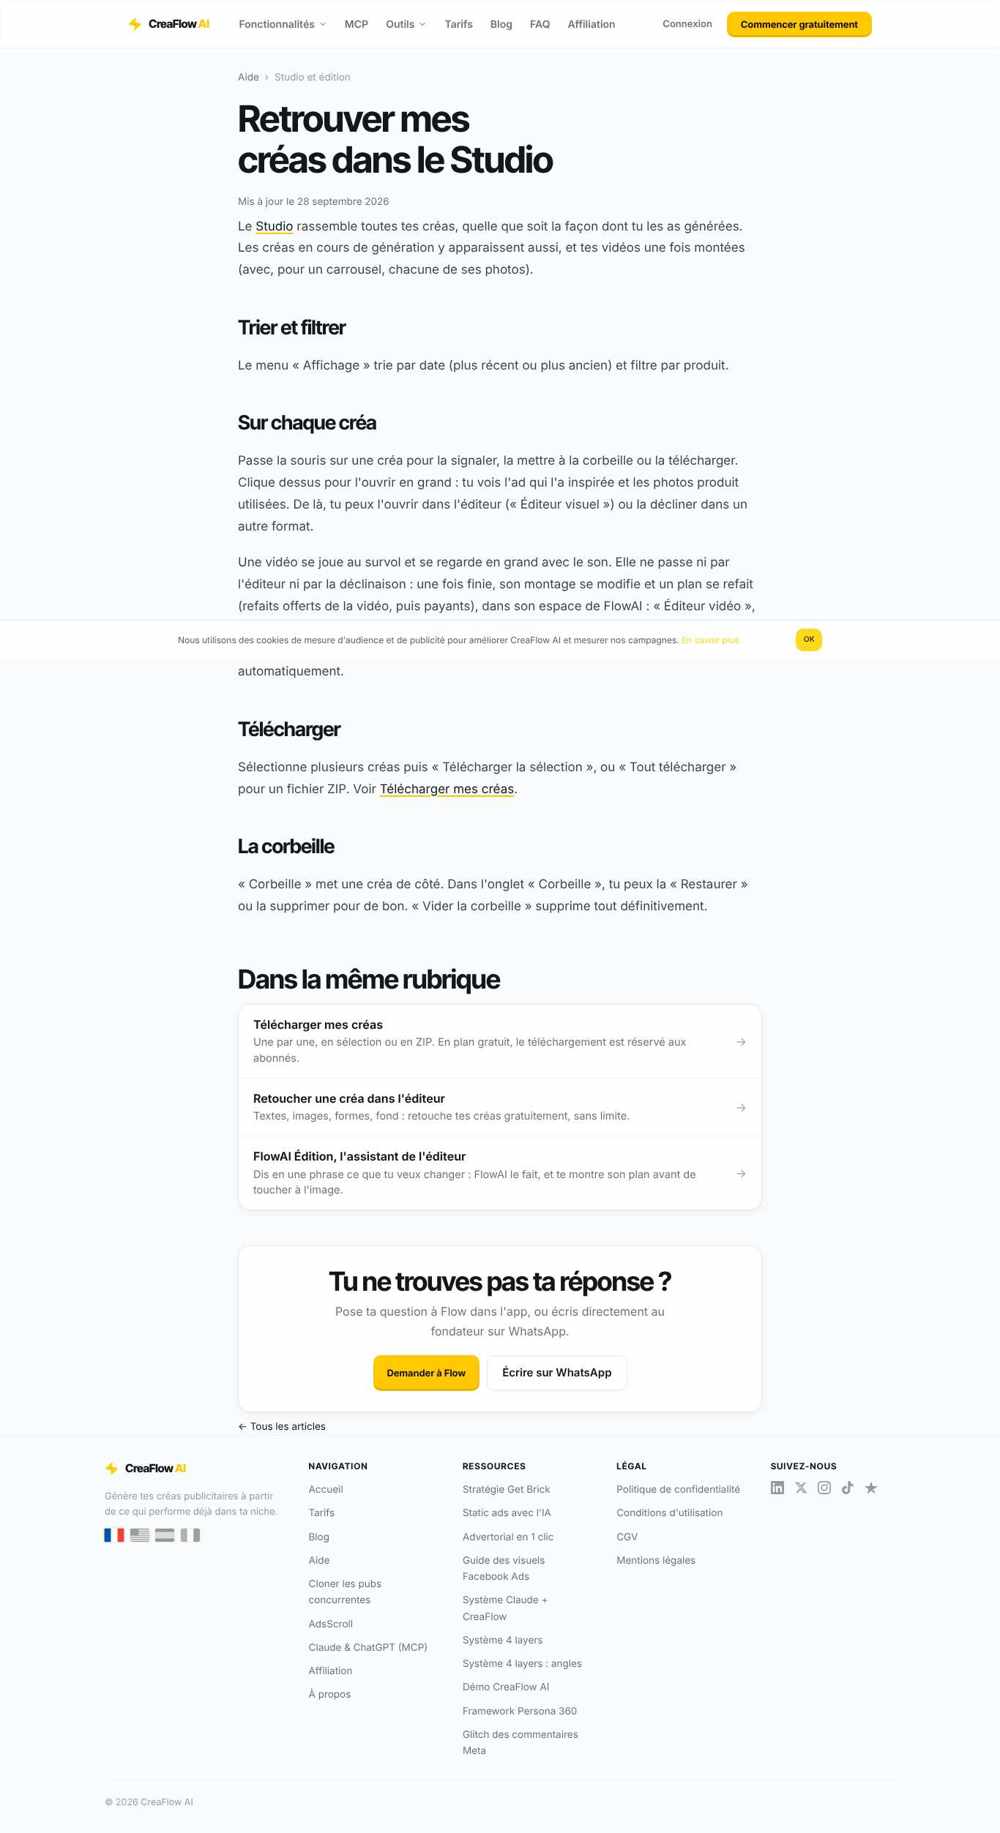 CreaFlow AI
Fonctionnalités
MCP
Outils
Tarifs
Blog
FAQ
Affiliation
Connexion
Commencer gratuitement
Aide › Studio et édition
Retrouver mes
créas dans le Studio
Mis à jour le 28 septembre 2026
Le Studio rassemble toutes tes créas, quelle que soit la façon dont tu les as générées.
Les créas en cours de génération y apparaissent aussi, et tes vidéos une fois montées
(avec, pour un carrousel, chacune de ses photos).
Trier et filtrer
Le menu « Affichage » trie par date (plus récent ou plus ancien) et filtre par produit.
Sur chaque créa
Passe la souris sur une créa pour la signaler, la mettre à la corbeille ou la télécharger.
Clique dessus pour l'ouvrir en grand : tu vois l'ad qui l'a inspirée et les photos produit
utilisées. De là, tu peux l'ouvrir dans l'éditeur (« Éditeur visuel ») ou la décliner dans un
autre format.
Une vidéo se joue au survol et se regarde en grand avec le son. Elle ne passe ni par
l'éditeur ni par la déclinaison : une fois finie, son montage se modifie et un plan se refait
(refaits offerts de la vidéo, puis payants), dans son espace de FlowAI : « Éditeur vidéo »,
Nous utilisons des cookies de mesure d'audience et de publicité pour améliorer CreaFlow AI et mesurer nos campagnes. En savoir plus
OK
automatiquement.
Télécharger
Sélectionne plusieurs créas puis « Télécharger la sélection », ou « Tout télécharger »
pour un fichier ZIP. Voir Télécharger mes créas.
La corbeille
« Corbeille » met une créa de côté. Dans l'onglet « Corbeille », tu peux la « Restaurer »
ou la supprimer pour de bon. « Vider la corbeille » supprime tout définitivement.
Dans la même rubrique
Télécharger mes créas
Une par une, en sélection ou en ZIP. En plan gratuit, le téléchargement est réservé aux
abonnés.
→
Retoucher une créa dans l'éditeur
Textes, images, formes, fond : retouche tes créas gratuitement, sans limite.
→
FlowAI Édition, l'assistant de l'éditeur
Dis en une phrase ce que tu veux changer : FlowAI le fait, et te montre son plan avant de
toucher à l'image.
→
Tu ne trouves pas ta réponse ?
Pose ta question à Flow dans l'app, ou écris directement au
fondateur sur WhatsApp.
Demander à Flow
Écrire sur WhatsApp
← Tous les articles
CreaFlow AI
Génère tes créas publicitaires à partir
de ce qui performe déjà dans ta niche.
NAVIGATION
Accueil
Tarifs
Blog
Aide
Cloner les pubs
concurrentes
AdsScroll
Claude & ChatGPT (MCP)
Affiliation
À propos
RESSOURCES
Stratégie Get Brick
Static ads avec l'IA
Advertorial en 1 clic
Guide des visuels
Facebook Ads
Système Claude +
CreaFlow
Système 4 layers
Système 4 layers : angles
Démo CreaFlow AI
Framework Persona 360
Glitch des commentaires
Meta
LÉGAL
Politique de confidentialité
Conditions d'utilisation
CGV
Mentions légales
SUIVEZ-NOUS
© 2026 CreaFlow AI